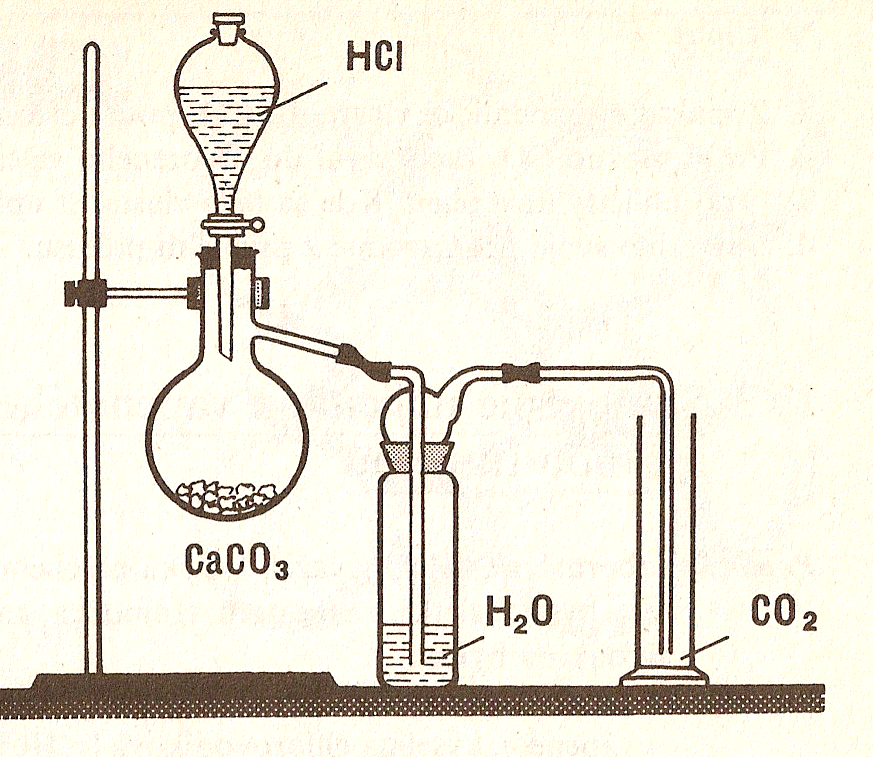 HCl
CaCO₃
H₂O
CO₂